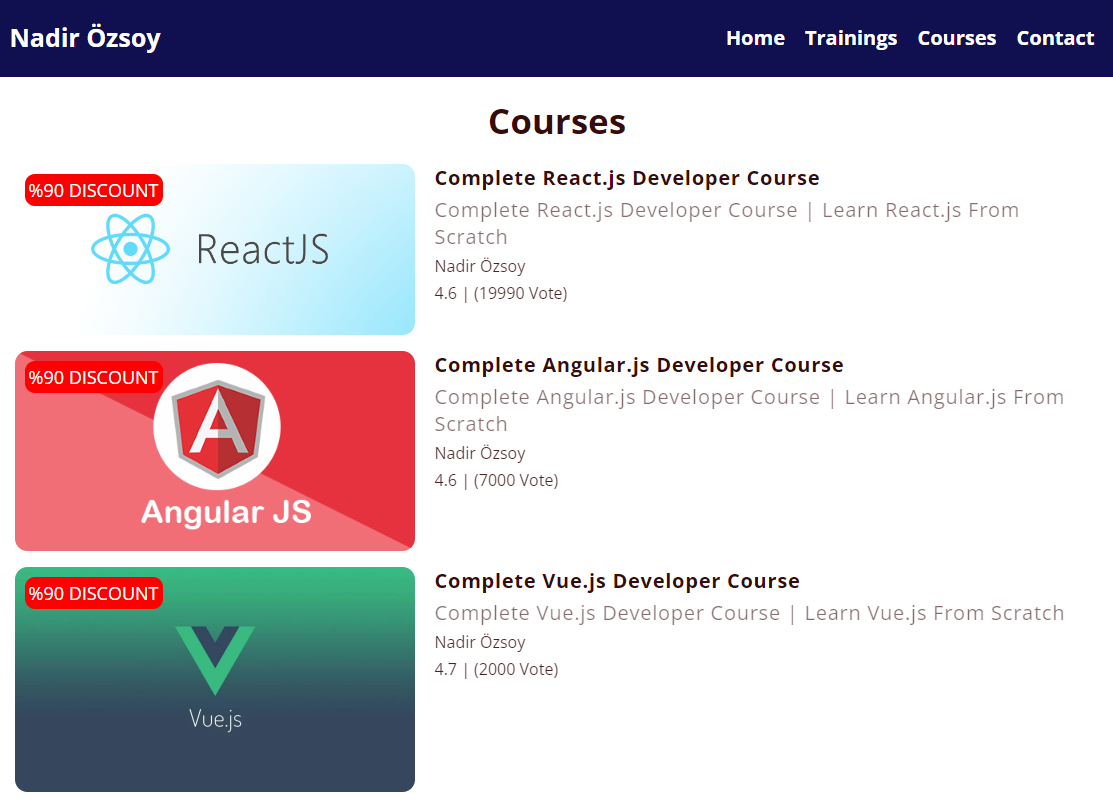 Nadir Özsoy
Home Trainings Courses Contact
Courses
%90 DISCOUNT
ReactJS
Complete React.js Developer Course
Complete React.js Developer Course | Learn React.js From
Scratch
Nadir Özsoy
4.6 | (19990 Vote)
%90 DISCOUNT
Angular JS
Complete Angular.js Developer Course
Complete Angular.js Developer Course | Learn Angular.js From
Scratch
Nadir Özsoy
4.6 | (7000 Vote)
%90 DISCOUNT
Vue.js
Complete Vue.js Developer Course
Complete Vue.js Developer Course | Learn Vue.js From Scratch
Nadir Özsoy
4.7 | (2000 Vote)